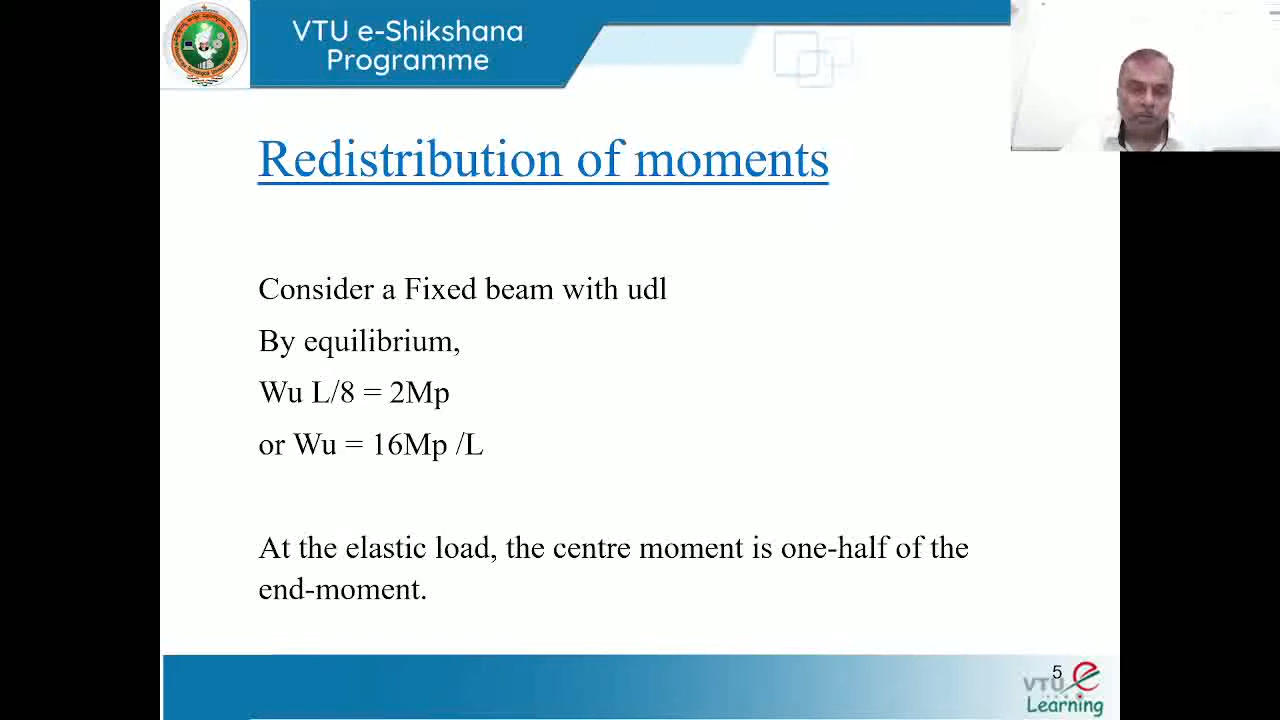 VTU e-Shikshana
Programme
Redistribution of moments
Consider a Fixed beam with udl
By equilibrium,
Wu L/8 = 2Mp
or Wu = 16Mp /L
At the elastic load, the centre moment is one-half of the
end-moment.
5
VTU e
Learning